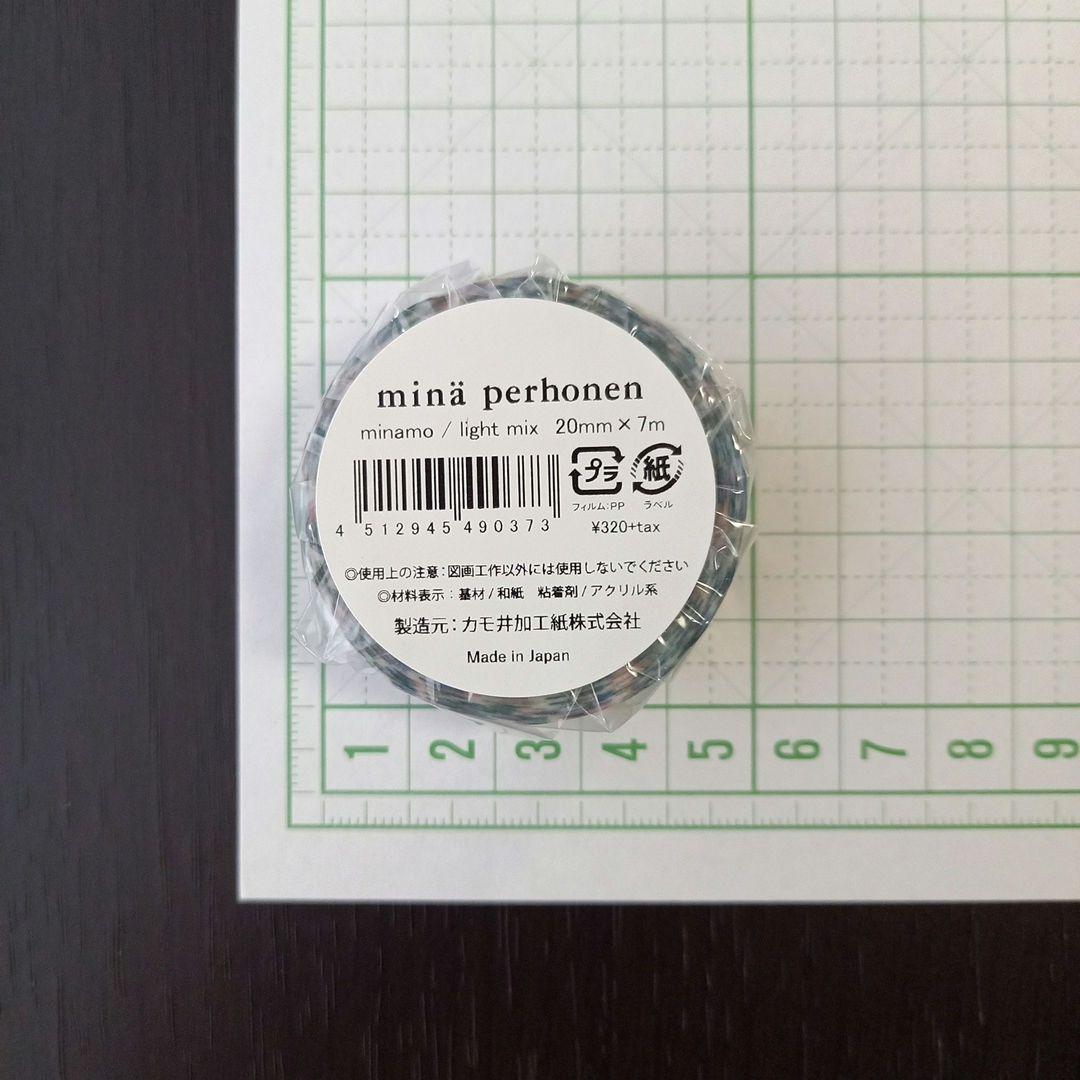 minä perhonen
minamo / light mix 20mm×7m
プラ 紙
フィルム:PP ラベル
4 512945 490373
¥320+tax
◎使用上の注意:図画工作以外には使用しないでください
◎材料表示:基材/和紙 粘着剤/アクリル系
製造元:カモ井加工紙株式会社
Made in Japan
1 2 3 4 5 6 7 8 9